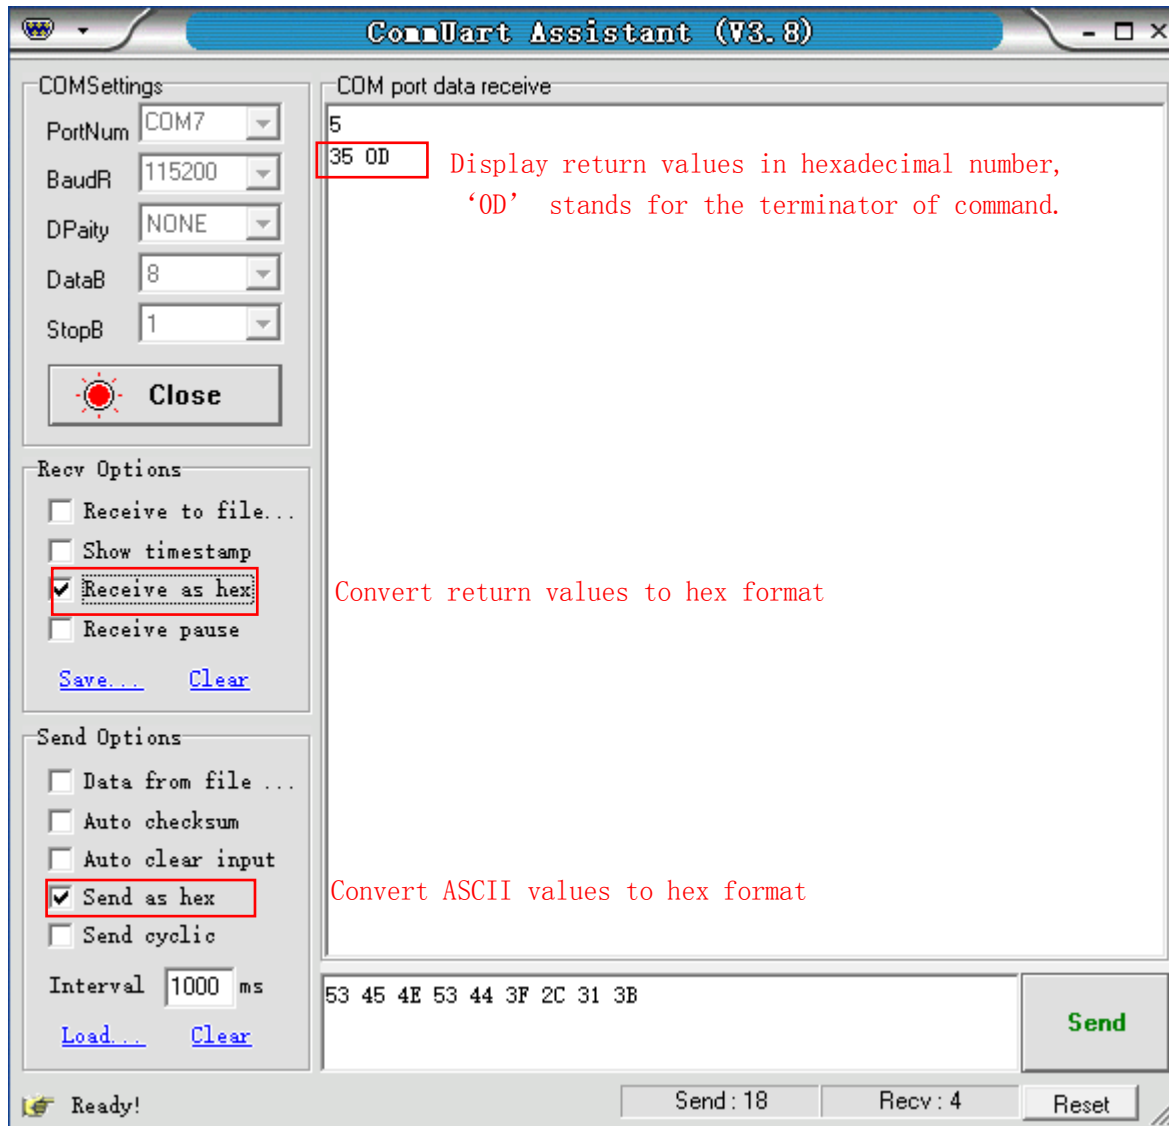 CommUart Assistant (V3.8)
COMSettings
PortNum COM7
BaudR 115200
DPaity NONE
DataB 8
StopB 1
Close
Recv Options
Receive to file...
Show timestamp
Receive as hex
Receive pause
Save... Clear
Send Options
Data from file ...
Auto checksum
Auto clear input
Send as hex
Send cyclic
Interval 1000 ms
Load... Clear
COM port data receive
5
35 0D
Display return values in hexadecimal number,
‘0D’ stands for the terminator of command.
Convert return values to hex format
Convert ASCII values to hex format
53 45 4E 53 44 3F 2C 31 3B
Send
Ready!
Send : 18 Recv : 4 Reset